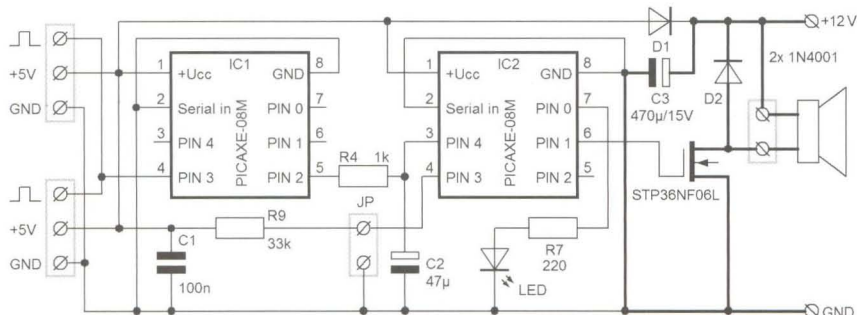 +5V
GND
+5V
GND
IC1
PICAXE-08M
1
+Ucc
GND
8
2
Serial in
PIN 0
7
3
PIN 4
PIN 1
6
4
PIN 3
PIN 2
5
R4
1k
IC2
PICAXE-08M
1
+Ucc
GND
8
2
Serial in
PIN 0
7
3
PIN 4
PIN 1
6
4
PIN 3
PIN 2
5
D1
+12 V
2x 1N4001
D2
C3
470µ/15V
STP36NF06L
C1
100n
R9
33k
JP
C2
47µ
LED
R7
220
GND